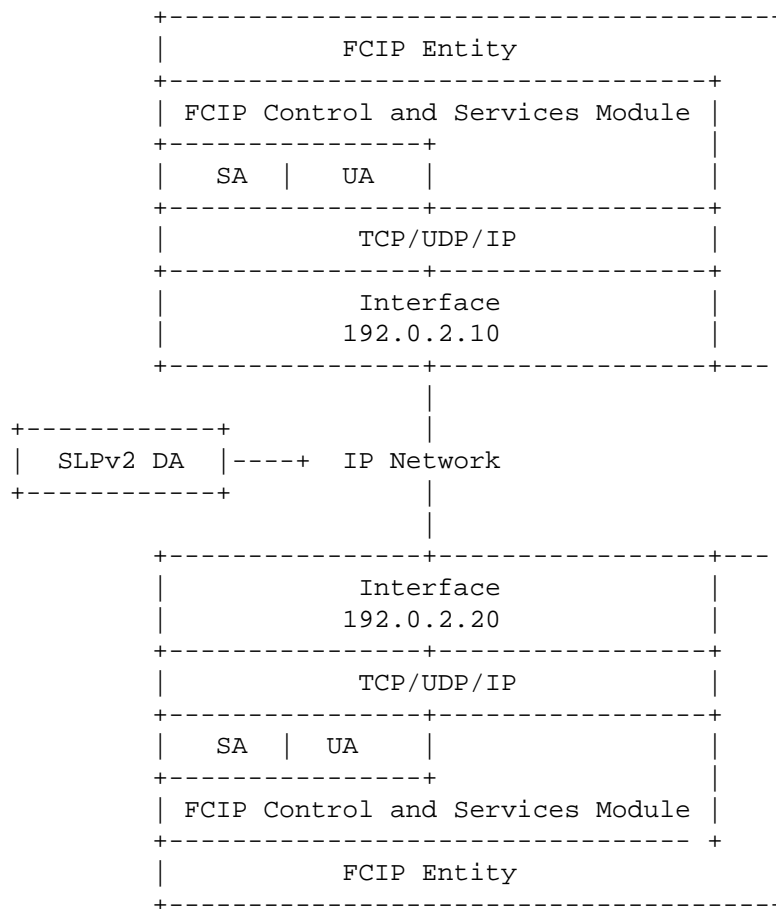 FCIP Entity
FCIP Control and Services Module
SA | UA
TCP/UDP/IP
Interface
192.0.2.10
SLPv2 DA |----+ IP Network
Interface
192.0.2.20
TCP/UDP/IP
SA | UA
FCIP Control and Services Module
FCIP Entity